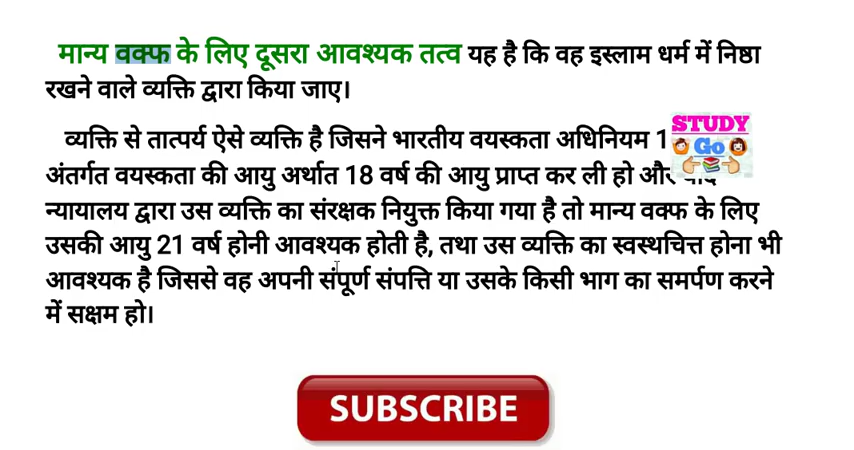 मान्य वक्फ के लिए दूसरा आवश्यक तत्व यह है कि वह इस्लाम धर्म में निष्ठा
रखने वाले व्यक्ति द्वारा किया जाए।
व्यक्ति से तात्पर्य ऐसे व्यक्ति है जिसने भारतीय वयस्कता अधिनियम 1
STUDY
Go
अंतर्गत वयस्कता की आयु अर्थात 18 वर्ष की आयु प्राप्त कर ली हो और
न्यायालय द्वारा उस व्यक्ति का संरक्षक नियुक्त किया गया है तो मान्य वक्फ के लिए
उसकी आयु 21 वर्ष होनी आवश्यक होती है, तथा उस व्यक्ति का स्वस्थचित्त होना भी
आवश्यक है जिससे वह अपनी संपूर्ण संपत्ति या उसके किसी भाग का समर्पण करने
में सक्षम हो।
SUBSCRIBE